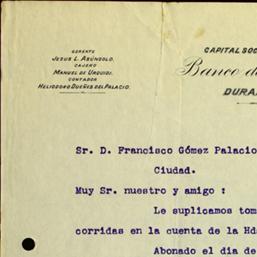 GERENTE
JESUS L. ASÚNSOLO.
CAJERO
MANUEL DE URQUIDI.
CONTADOR
HELIODORO DUEÑES DEL PALACIO.
CAPITAL SOC
Banco d
DURA
Sr. D. Francisco Gómez Palacio
Ciudad.
Muy Sr. nuestro y amigo :
Le suplicamos tom
corridas en la cuenta de la Hd
Abonado el dia de